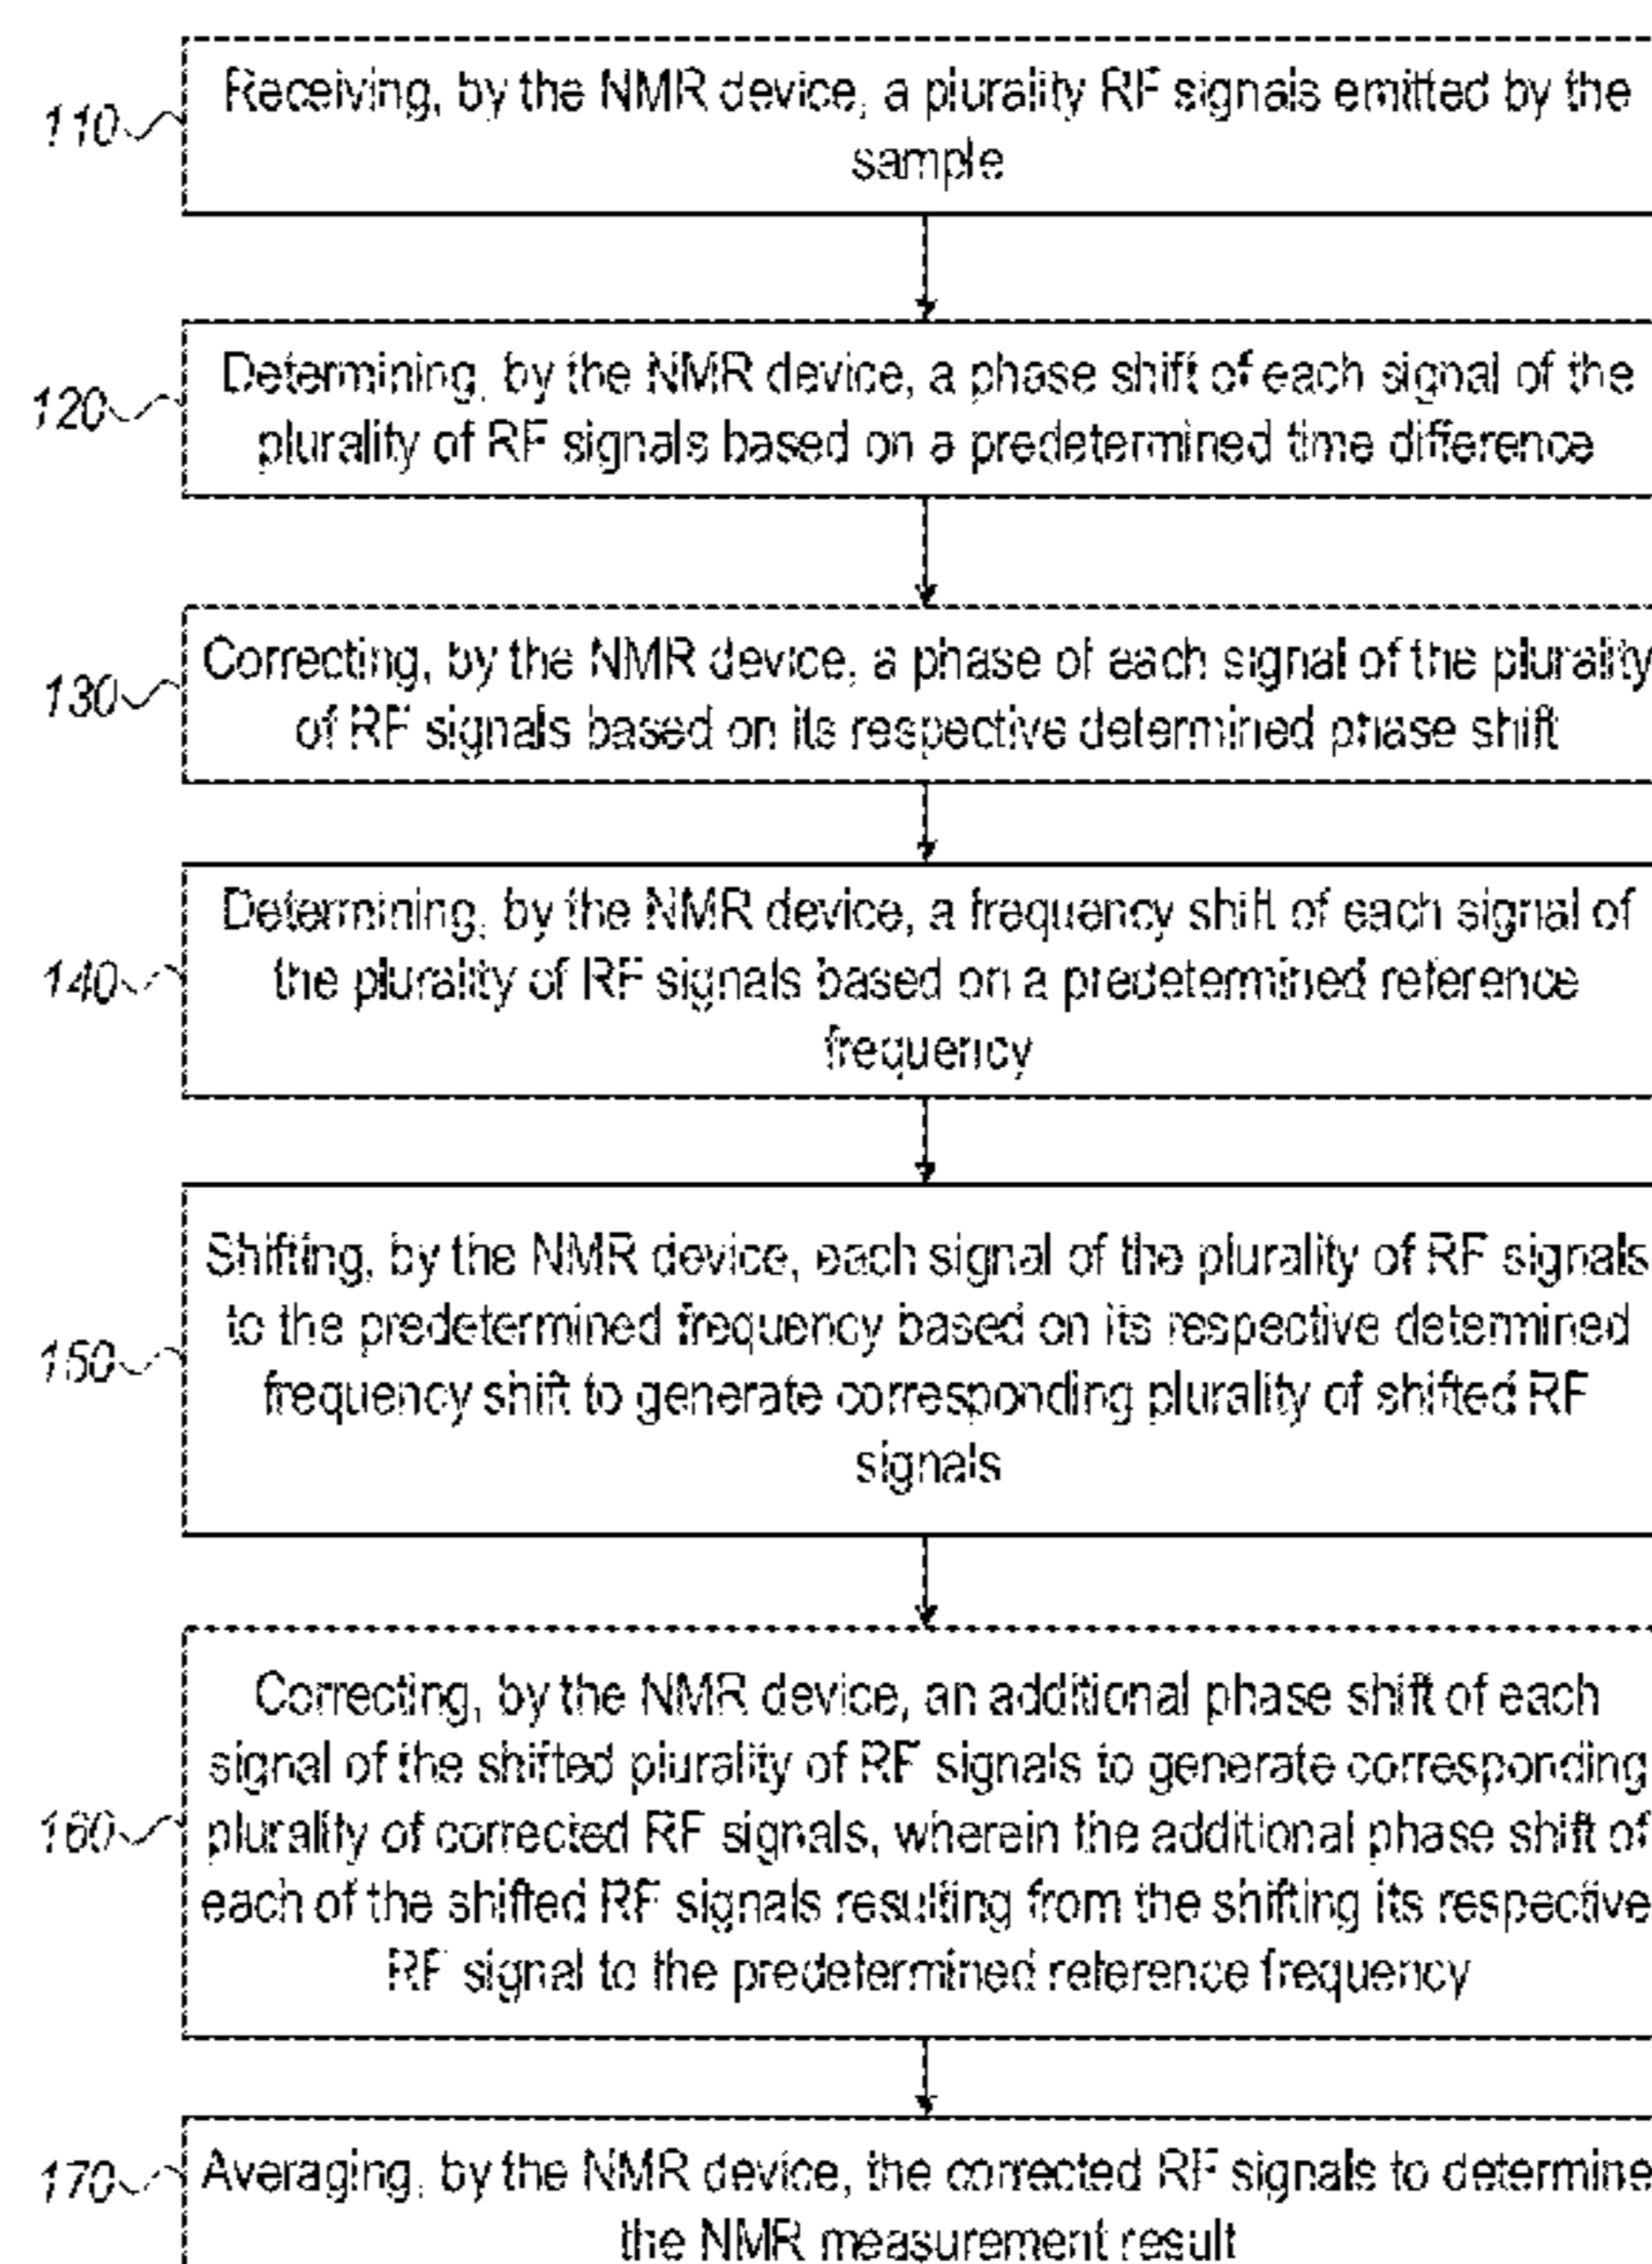 110
Receiving, by the NMR device, a plurality RF signals emitted by the
sample
120
Determining, by the NMR device, a phase shift of each signal of the
plurality of RF signals based on a predetermined time difference
130
Correcting, by the NMR device, a phase of each signal of the plurality
of RF signals based on its respective determined phase shift
140
Determining, by the NMR device, a frequency shift of each signal of
the plurality of RF signals based on a predetermined reference
frequency
150
Shifting, by the NMR device, each signal of the plurality of RF signals
to the predetermined frequency based on its respective determined
frequency shift to generate corresponding plurality of shifted RF
signals
160
Correcting, by the NMR device, an additional phase shift of each
signal of the shifted plurality of RF signals to generate corresponding
plurality of corrected RF signals, wherein the additional phase shift of
each of the shifted RF signals resulting from the shifting its respective
RF signal to the predetermined reference frequency
170
Averaging, by the NMR device, the corrected RF signals to determine
the NMR measurement result